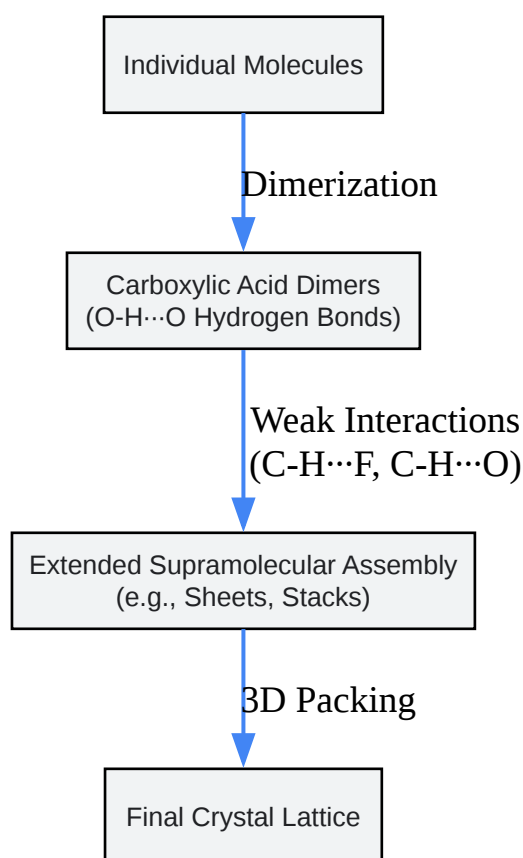 Individual Molecules
Dimerization
Carboxylic Acid Dimers
(O-H···O Hydrogen Bonds)
Weak Interactions
(C-H···F, C-H···O)
Extended Supramolecular Assembly
(e.g., Sheets, Stacks)
3D Packing
Final Crystal Lattice